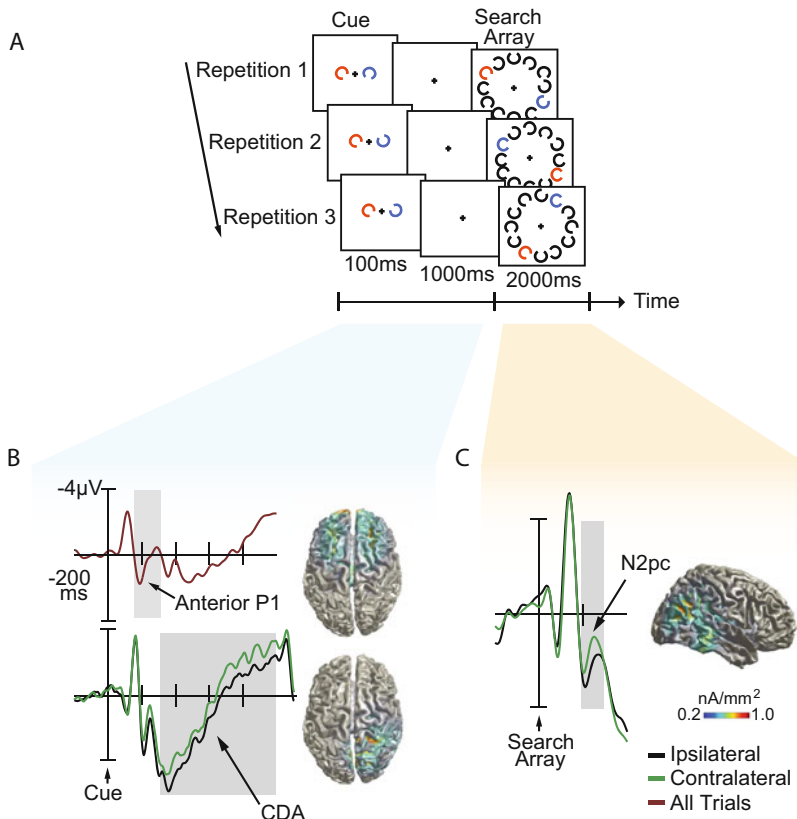 A
Cue
Search
Array
Repetition 1
Repetition 2
Repetition 3
100ms
1000ms
2000ms
Time
B
-4µV
-200
ms
Anterior P1
Cue
CDA
C
N2pc
Search
Array
nA/mm²
0.2
1.0
Ipsilateral
Contralateral
All Trials